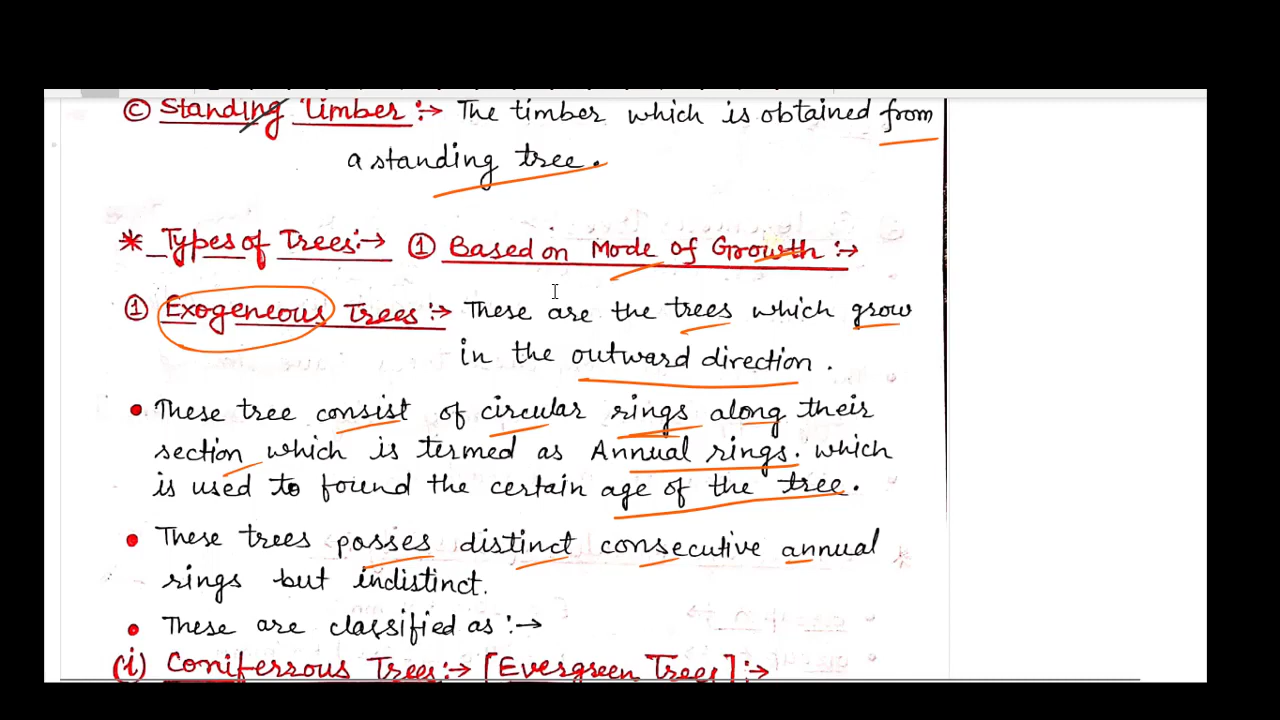 © Standing Timber :→ The timber which is obtained from
a standing tree.
* Types of Trees:→ ① Based on Mode of Growth :→
① Exogeneous Trees :→ These are the trees which grow
in the outward direction.
• These tree consist of circular rings along their
section which is termed as Annual rings. which
is used to found the certain age of the tree.
• These trees posses distinct consecutive annual
rings but indistinct.
• These are classified as :→
(i) Coniferrous Trees :→ [Evergreen Trees] :→